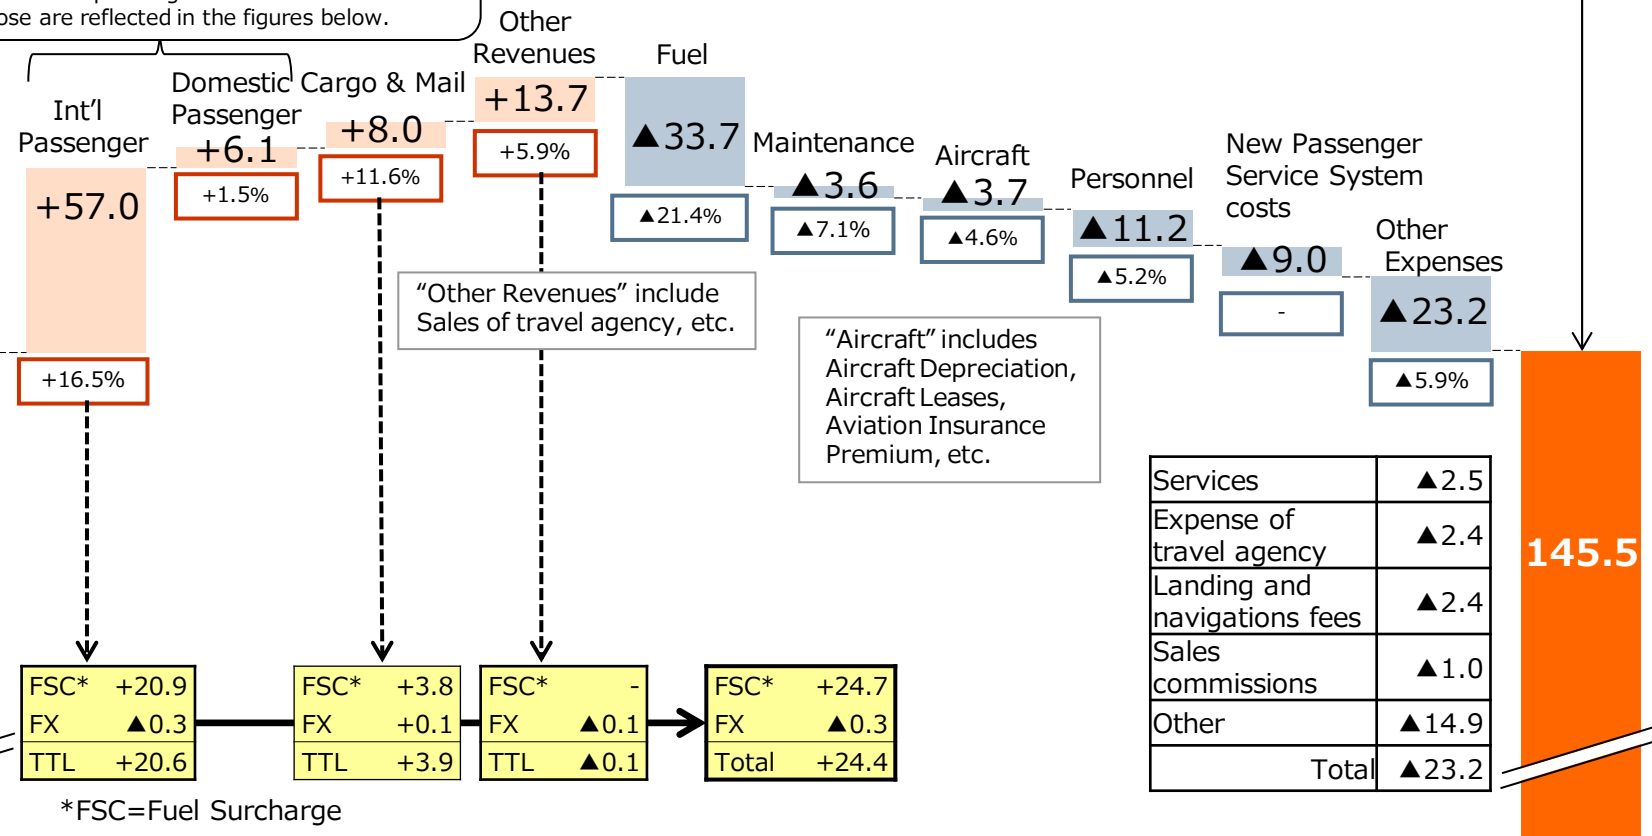 ose are reflected in the figures below.
Int'l
Passenger
+57.0
+16.5%
Domestic
Passenger
+6.1
+1.5%
Cargo & Mail
+8.0
+11.6%
Other
Revenues
+13.7
+5.9%
Fuel
▲33.7
▲21.4%
Maintenance
▲3.6
▲7.1%
Aircraft
▲3.7
▲4.6%
Personnel
▲11.2
▲5.2%
New Passenger
Service System
costs
▲9.0
-
Other
Expenses
▲23.2
▲5.9%
"Other Revenues" include
Sales of travel agency, etc.
"Aircraft" includes
Aircraft Depreciation,
Aircraft Leases,
Aviation Insurance
Premium, etc.
145.5
Services ▲2.5
Expense of
travel agency ▲2.4
Landing and
navigations fees ▲2.4
Sales
commissions ▲1.0
Other ▲14.9
Total ▲23.2
FSC* +20.9
FX ▲0.3
TTL +20.6
FSC* +3.8
FX +0.1
TTL +3.9
FSC* -
FX ▲0.1
TTL ▲0.1
FSC* +24.7
FX ▲0.3
Total +24.4
*FSC=Fuel Surcharge